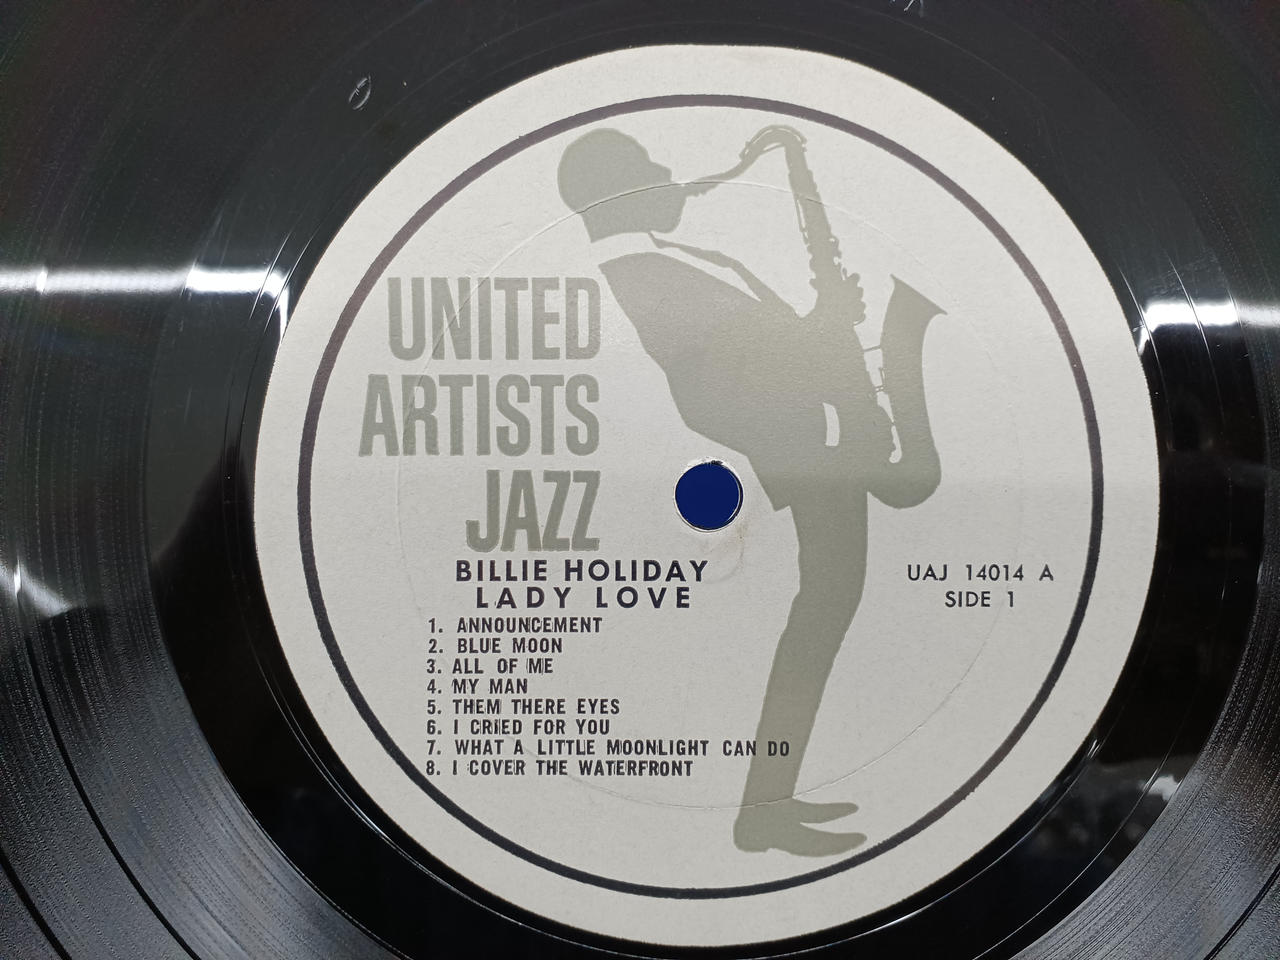 UNITED
ARTISTS
JAZZ
BILLIE HOLIDAY
LADY LOVE
UAJ 14014 A
SIDE 1
1. ANNOUNCEMENT
2. BLUE MOON
3. ALL OF ME
4. MY MAN
5. THEM THERE EYES
6. I CRIED FOR YOU
7. WHAT A LITTLE MOONLIGHT CAN DO
8. I COVER THE WATERFRONT